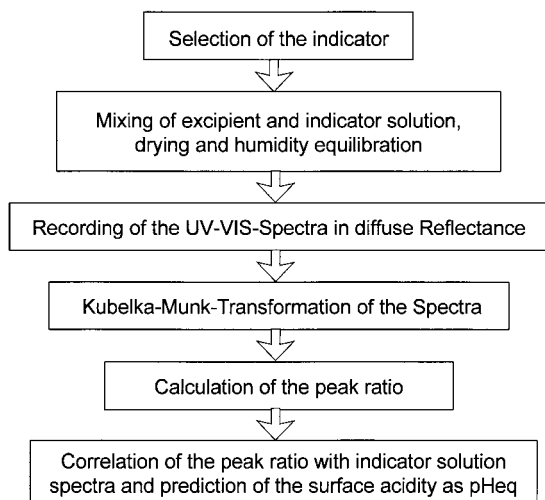 Selection of the indicator
Mixing of excipient and indicator solution,
drying and humidity equilibration
Recording of the UV-VIS-Spectra in diffuse Reflectance
Kubelka-Munk-Transformation of the Spectra
Calculation of the peak ratio
Correlation of the peak ratio with indicator solution
spectra and prediction of the surface acidity as pHeq